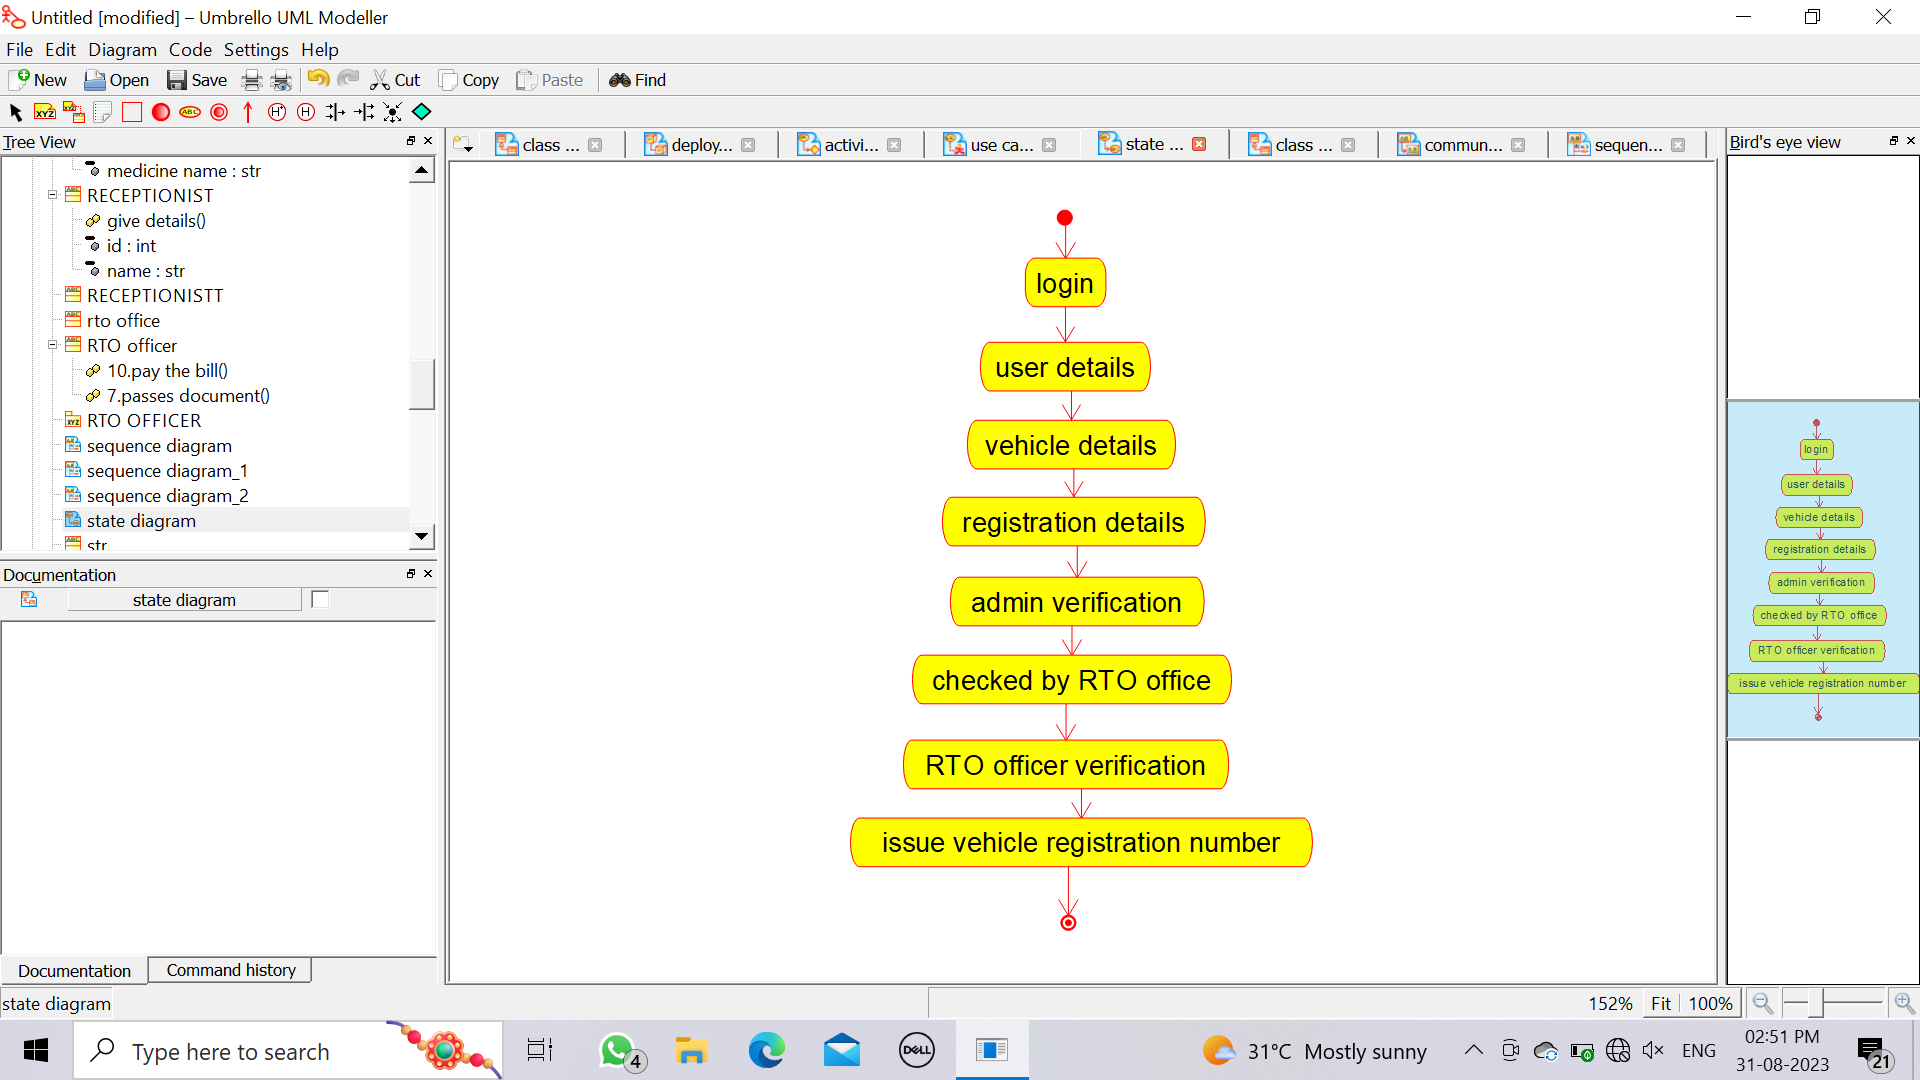 Untitled [modified] – Umbrello UML Modeller
File Edit Diagram Code Settings Help
New Open Save Cut Copy Paste Find
XYZ XYZ ABC H* H
Tree View
medicine name : str
RECEPTIONIST
give details()
id : int
name : str
RECEPTIONISTT
rto office
RTO officer
10.pay the bill()
7.passes document()
RTO OFFICER
sequence diagram
sequence diagram_1
sequence diagram_2
state diagram
str
Documentation
state diagram
Documentation Command history
state diagram
class ... deploy... activi... use ca... state ... class ... commun... sequen...
login
user details
vehicle details
registration details
admin verification
checked by RTO office
RTO officer verification
issue vehicle registration number
Bird's eye view
login
user details
vehicle details
registration details
admin verification
checked by RTO office
RTO officer verification
issue vehicle registration number
152% Fit 100%
Type here to search
4
DELL
31°C Mostly sunny
ENG
02:51 PM
31-08-2023
21